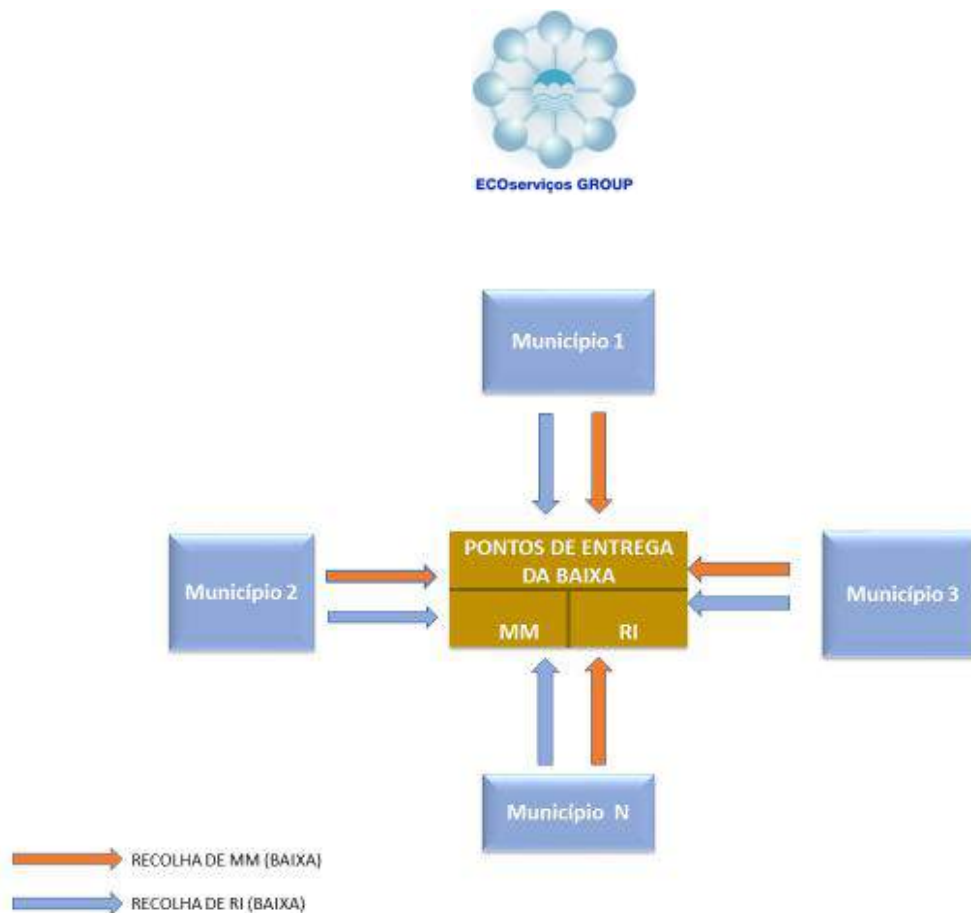 ECOserviços GROUP
Município 1
PONTOS DE ENTREGA
DA BAIXA
MM RI
Município 2
Município 3
Município N
RECOLHA DE MM (BAIXA)
RECOLHA DE RI (BAIXA)